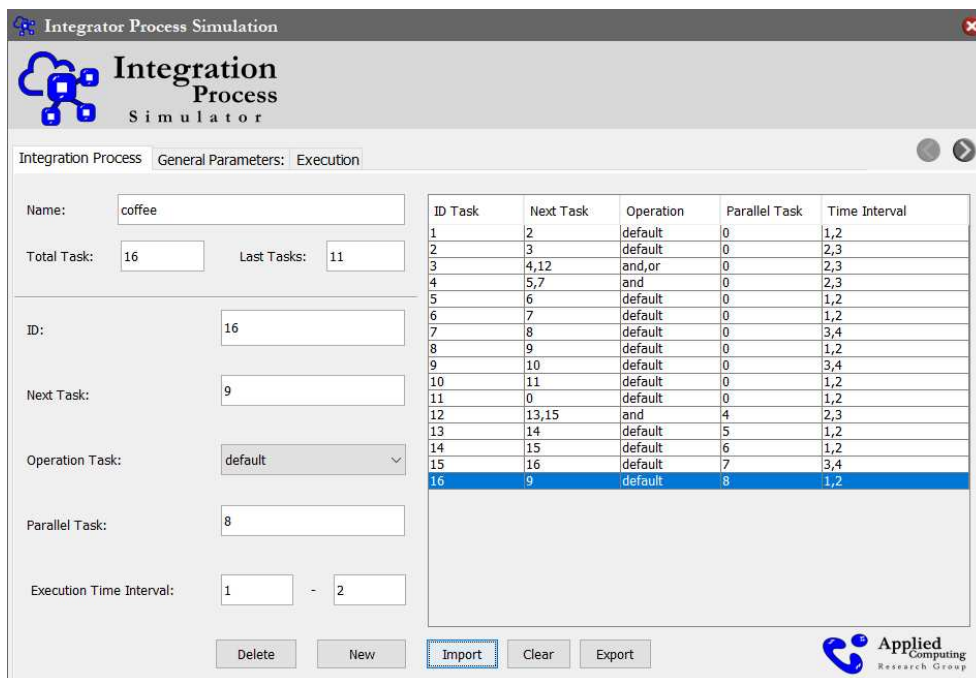 Integrator Process Simulation
Integration
Process
Simulator
Integration Process General Parameters: Execution
Name: coffee
Total Task: 16 Last Tasks: 11
ID: 16
Next Task: 9
Operation Task: default
Parallel Task: 8
Execution Time Interval: 1 - 2
Delete New
ID Task Next Task Operation Parallel Task Time Interval
1 2 default 0 1,2
2 3 default 0 2,3
3 4,12 and,or 0 2,3
4 5,7 and 0 2,3
5 6 default 0 1,2
6 7 default 0 1,2
7 8 default 0 3,4
8 9 default 0 1,2
9 10 default 0 3,4
10 11 default 0 1,2
11 0 default 0 1,2
12 13,15 and 4 2,3
13 14 default 5 1,2
14 15 default 6 1,2
15 16 default 7 3,4
16 9 default 8 1,2
Import Clear Export
Applied
Computing
Research Group